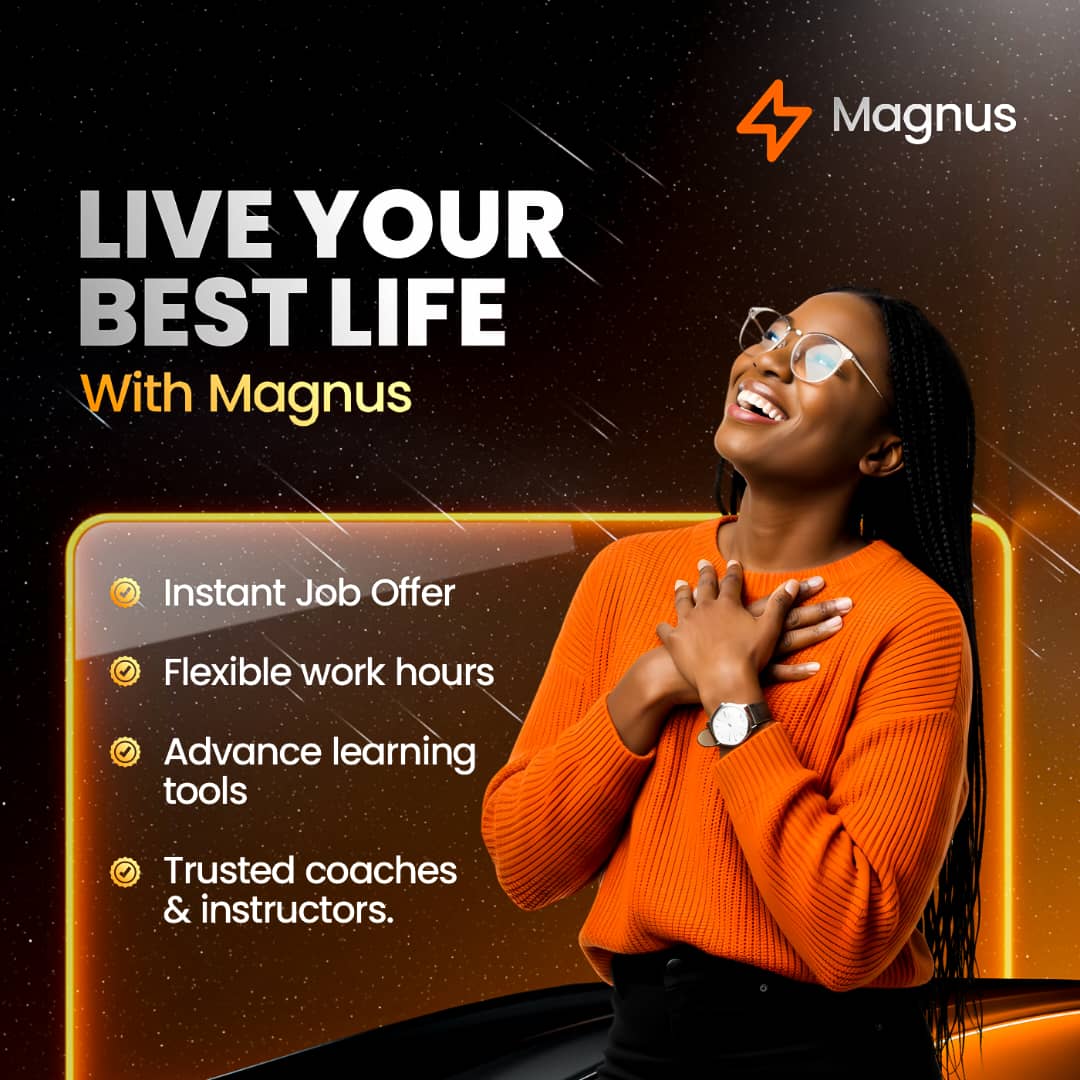 Magnus
LIVE YOUR
BEST LIFE
With Magnus
Instant Job Offer
Flexible work hours
Advance learning
tools
Trusted coaches
& instructors.